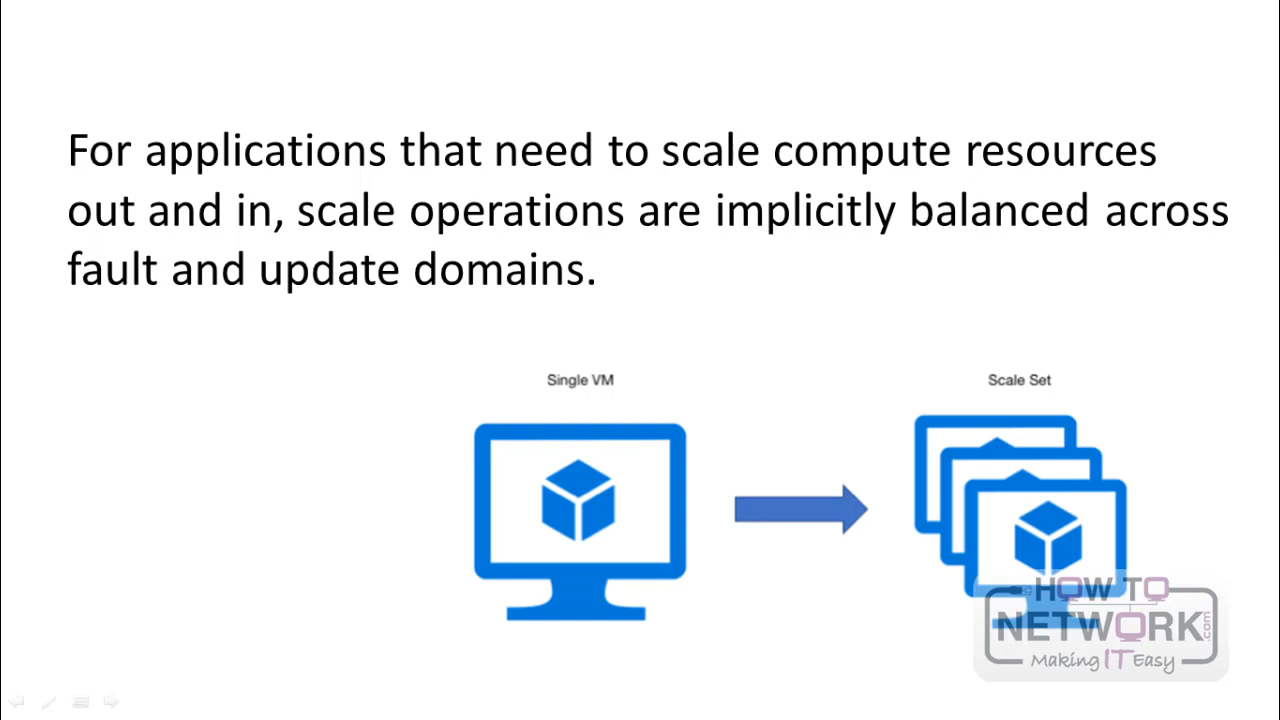 For applications that need to scale compute resources
out and in, scale operations are implicitly balanced across
fault and update domains.
Single VM
Scale Set
HOW TO
NETWORK.com
Making IT Easy